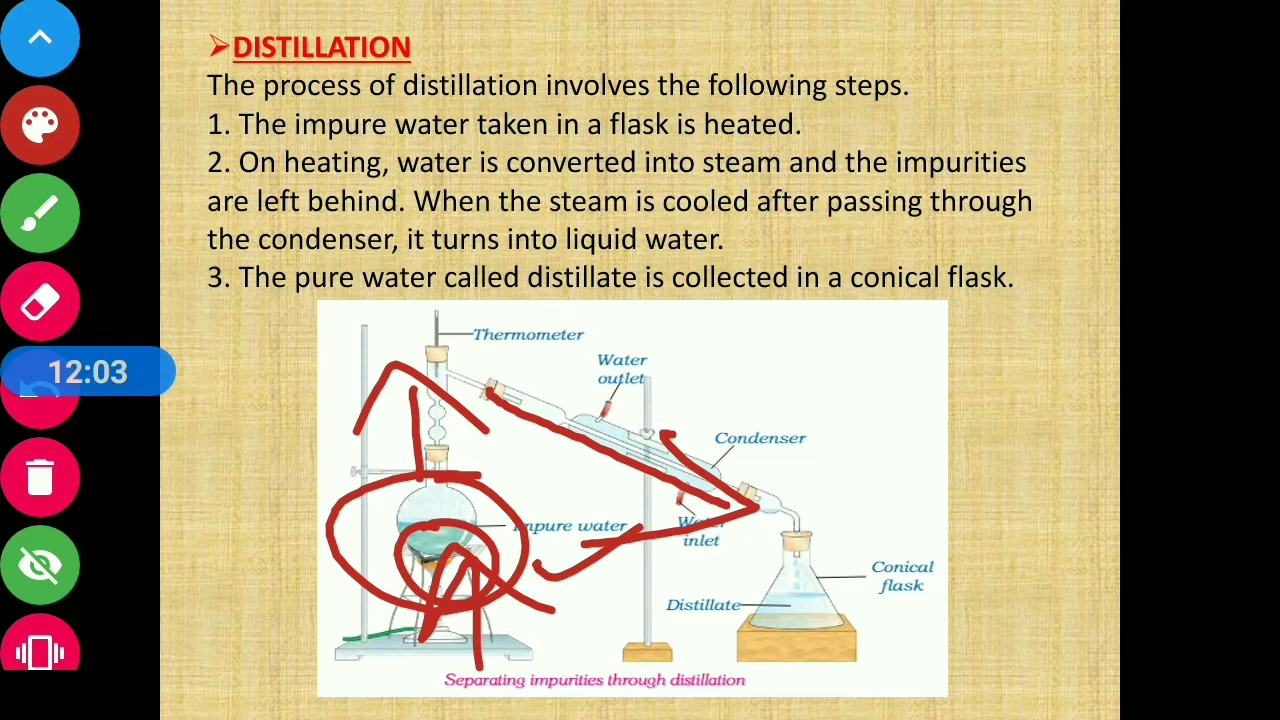 DISTILLATION
The process of distillation involves the following steps.
1. The impure water taken in a flask is heated.
2. On heating, water is converted into steam and the impurities
are left behind. When the steam is cooled after passing through
the condenser, it turns into liquid water.
3. The pure water called distillate is collected in a conical flask.
Thermometer
Water
outlet
12:03
Condenser
Impure water
Water
inlet
Conical
flask
Distillate
Separating impurities through distillation